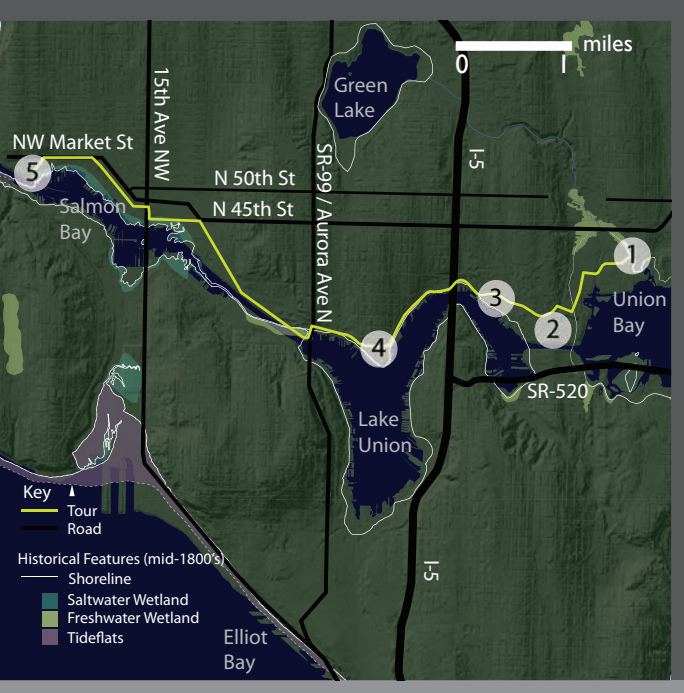 miles
0 1
Green
Lake
15th Ave NW
SR-99 / Aurora Ave N
I-5
NW Market St
5
N 50th St
Salmon
Bay
N 45th St
1
3
Union
Bay
2
4
SR-520
Lake
Union
Key
Tour
Road
Historical Features (mid-1800's)
Shoreline
Saltwater Wetland
Freshwater Wetland
Tideflats
I-5
Elliot
Bay